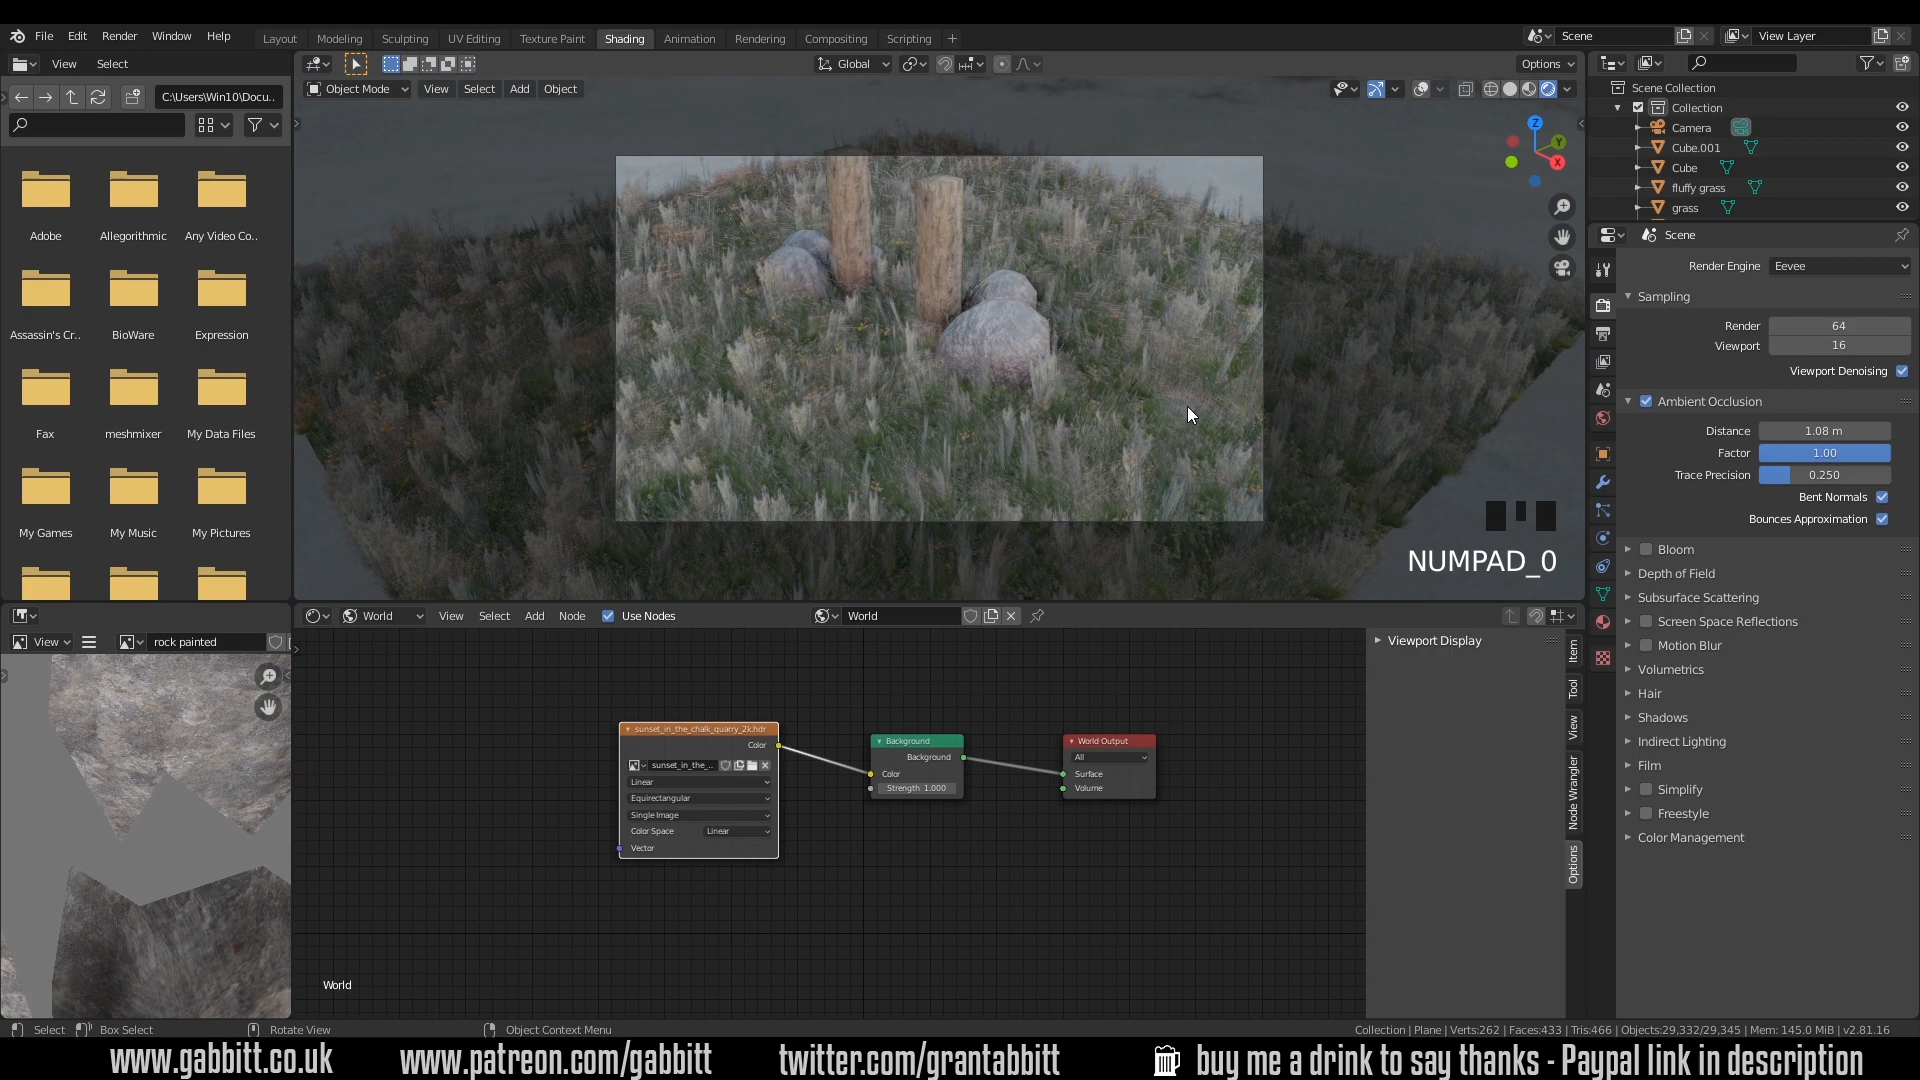 File Edit Render Window Help
Layout Modeling Sculpting UV Editing Texture Paint Shading Animation Rendering Compositing Scripting +
Scene
View Layer
View Select
Global
Options
C:\Users\Win10\Docu..
Object Mode View Select Add Object
Adobe Allegorithmic Any Video Co..
Assassin's Cr.. BioWare Expression
Fax meshmixer My Data Files
My Games My Music My Pictures
Z
Y
X
NUMPAD_0
Scene Collection
Collection
Camera
Cube.001
Cube
fluffy grass
grass
Scene
Render Engine Eevee
Sampling
Render 64
Viewport 16
Viewport Denoising
Ambient Occlusion
Distance 1.08 m
Factor 1.00
Trace Precision 0.250
Bent Normals
Bounces Approximation
Bloom
Depth of Field
Subsurface Scattering
Screen Space Reflections
Motion Blur
Volumetrics
Hair
Shadows
Indirect Lighting
Film
Simplify
Freestyle
Color Management
View rock painted
World View Select Add Node Use Nodes World
Viewport Display
Item
Tool
View
Node Wrangler
Options
sunset_in_the_chalk_quarry_2k.hdr
Color
sunset_in_the_...
Linear
Equirectangular
Single Image
Color Space Linear
Vector
Background
Background
Color
Strength 1.000
World Output
All
Surface
Volume
World
Select Box Select Rotate View Object Context Menu
Collection | Plane | Verts:262 | Faces:433 | Tris:466 | Objects:29,332/29,345 | Mem: 145.0 MiB | v2.81.16
www.gabbitt.co.uk www.patreon.com/gabbitt twitter.com/grantabbitt buy me a drink to say thanks - Paypal link in description